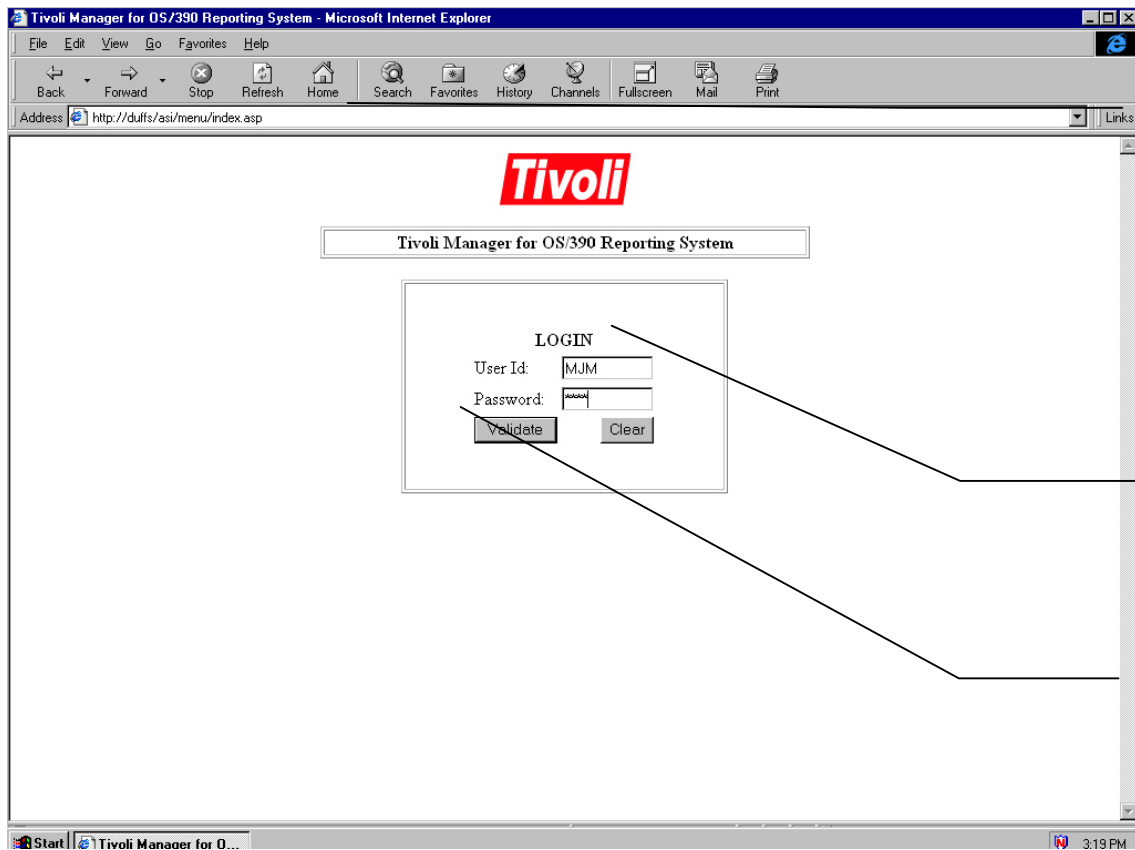 Tivoli Manager for OS/390 Reporting System - Microsoft Internet Explorer
File Edit View Go Favorites Help
Back Forward Stop Refresh Home Search Favorites History Channels Fullscreen Mail Print
Address http://duffs/asi/menu/index.asp Links
Tivoli
Tivoli Manager for OS/390 Reporting System
LOGIN
User Id: MJM
Password: ****
Validate Clear
Start Tivoli Manager for O... N 3:19 PM